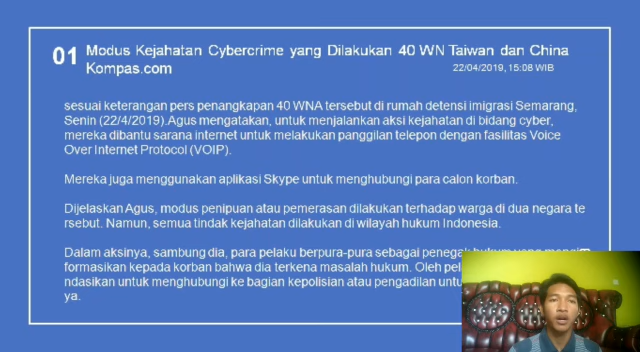 01
Modus Kejahatan Cybercrime yang Dilakukan 40 WN Taiwan dan China
Kompas.com
22/04/2019, 15:08 WIB
sesuai keterangan pers penangkapan 40 WNA tersebut di rumah detensi imigrasi Semarang,
Senin (22/4/2019).Agus mengatakan, untuk menjalankan aksi kejahatan di bidang cyber,
mereka dibantu sarana internet untuk melakukan panggilan telepon dengan fasilitas Voice
Over Internet Protocol (VOIP).
Mereka juga menggunakan aplikasi Skype untuk menghubungi para calon korban.
Dijelaskan Agus, modus penipuan atau pemerasan dilakukan terhadap warga di dua negara te
rsebut. Namun, semua tindak kejahatan dilakukan di wilayah hukum Indonesia.
Dalam aksinya, sambung dia, para pelaku berpura-pura sebagai penegak hukum yang
formasikan kepada korban bahwa dia terkena masalah hukum. Oleh
ndasikan untuk menghubungi ke bagian kepolisian atau pengadilan
ya.